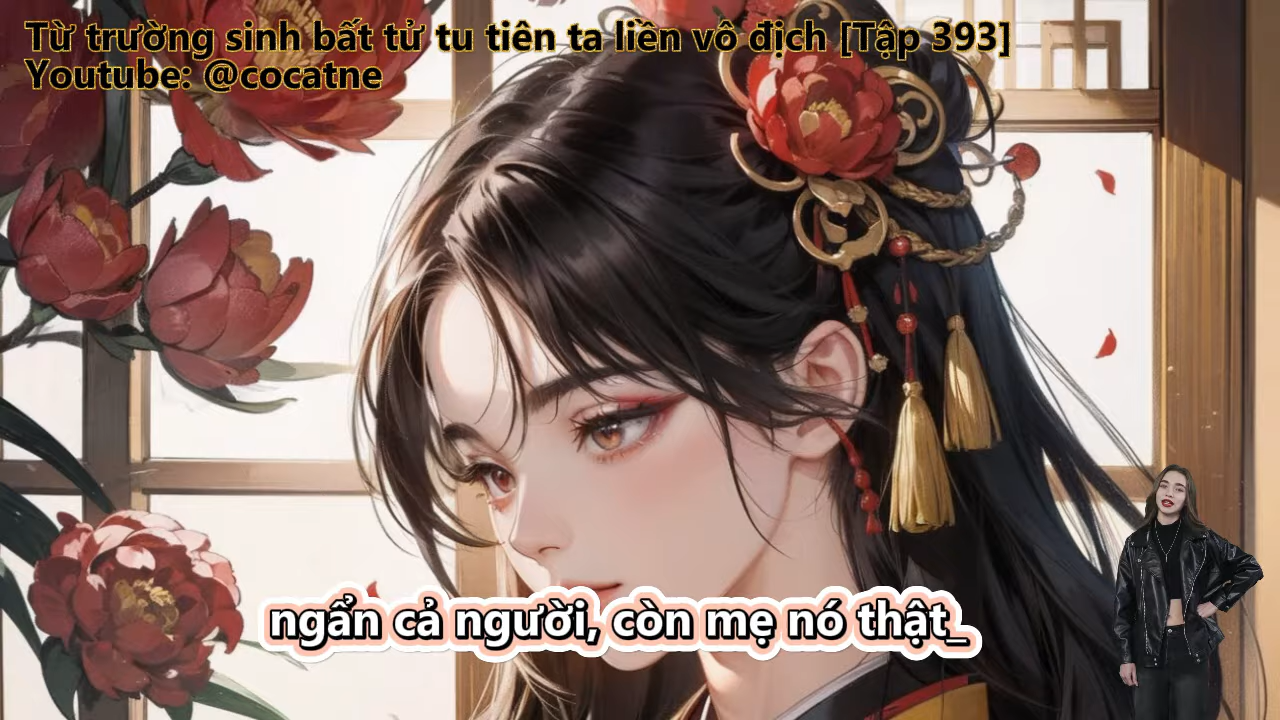 Từ trường sinh bất tử tu tiên ta liền vô địch [Tập 393]
Youtube: @cocatne
ngẩn cả người, còn mẹ nó thật_